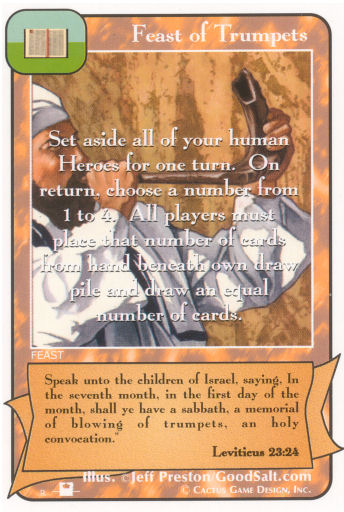 Feast of Trumpets
Set aside all of your human
Heroes for one turn. On
return, choose a number from
1 to 4. All players must
place that number of cards
from hand beneath own draw
pile and draw an equal
number of cards.
FEAST
Speak unto the children of Israel, saying, In
the seventh month, in the first day of the
month, shall ye have a sabbath, a memorial
of blowing of trumpets, an holy
convocation."
Leviticus 23:24
Illus. © Jeff Preston/GoodSalt.com
© Cactus Game Design, Inc.